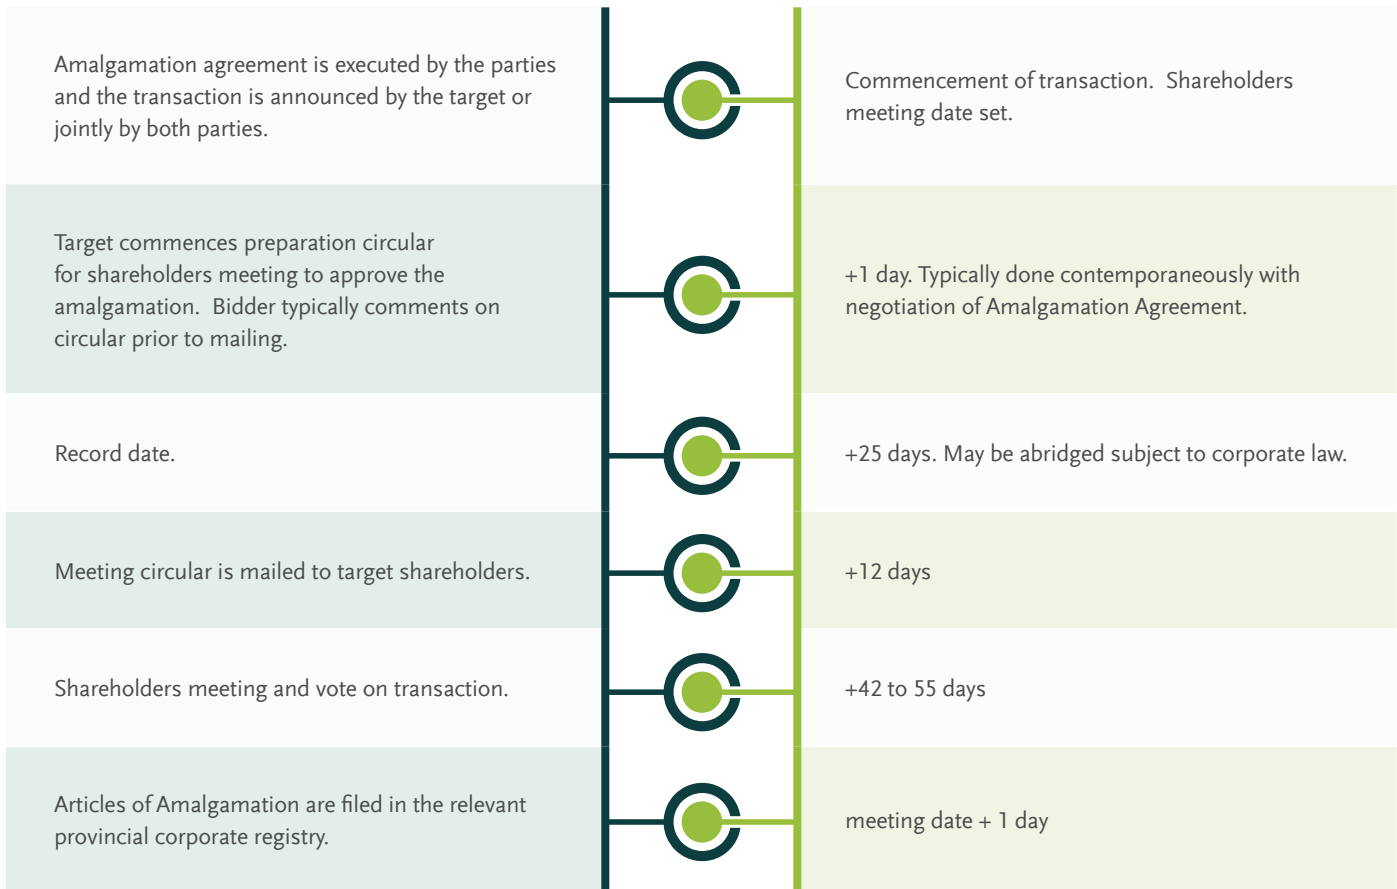 Amalgamation agreement is executed by the parties
and the transaction is announced by the target or
jointly by both parties.
Commencement of transaction.  Shareholders
meeting date set.
Target commences preparation circular
for shareholders meeting to approve the
amalgamation.  Bidder typically comments on
circular prior to mailing.
+1 day. Typically done contemporaneously with
negotiation of Amalgamation Agreement.
Record date.
+25 days. May be abridged subject to corporate law.
Meeting circular is mailed to target shareholders.
+12 days
Shareholders meeting and vote on transaction.
+42 to 55 days
Articles of Amalgamation are filed in the relevant
provincial corporate registry.
meeting date + 1 day